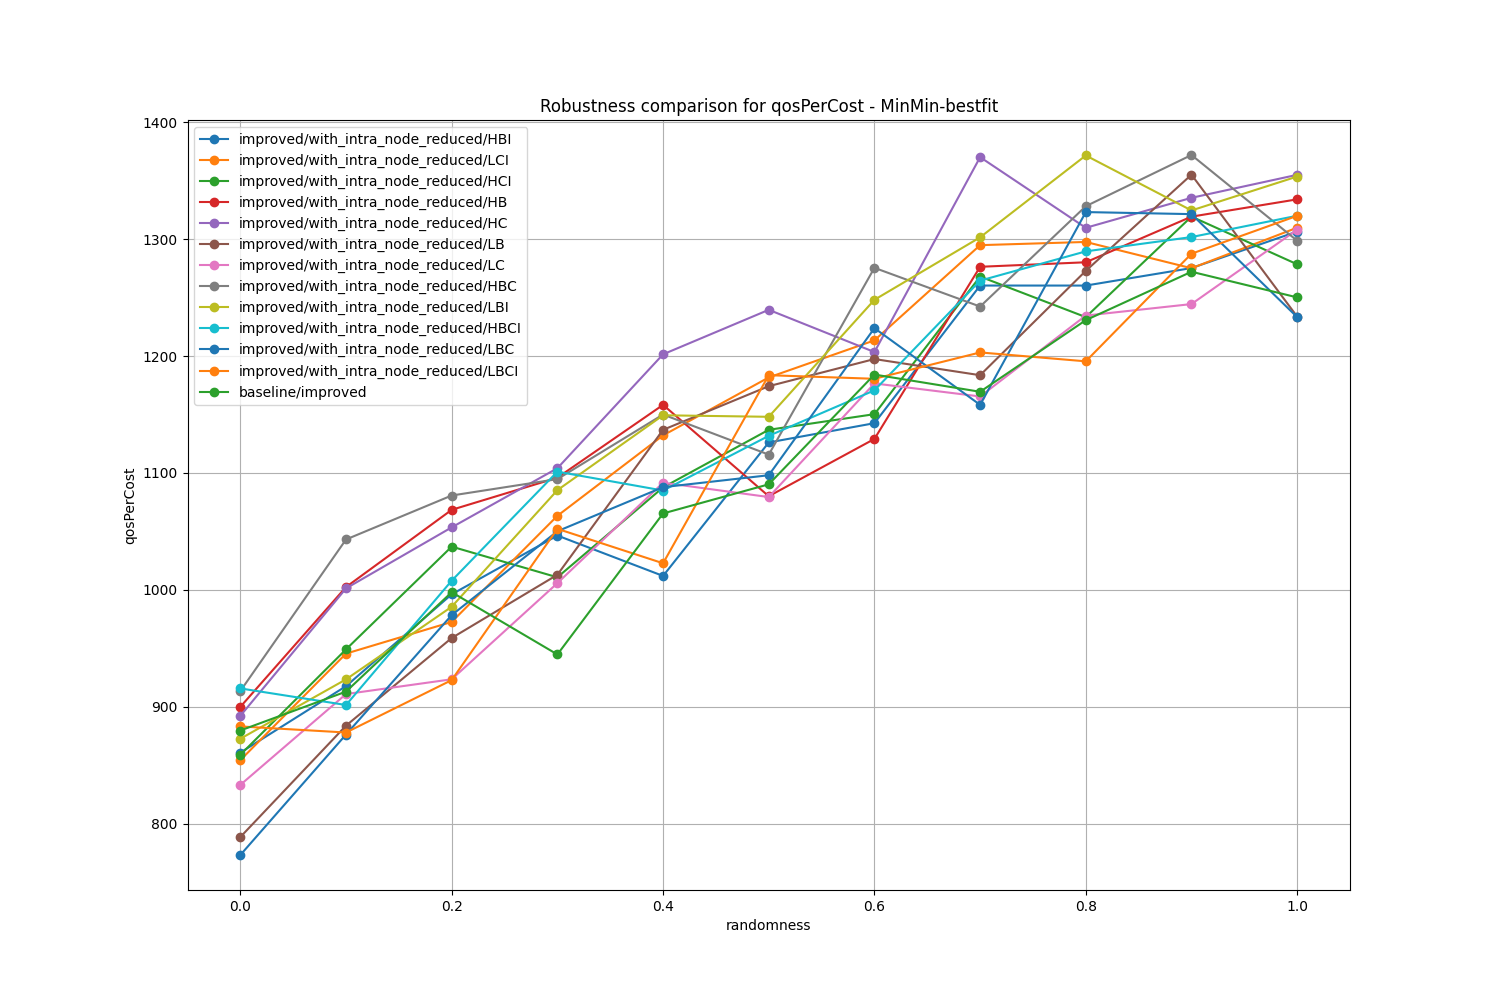 Robustness comparison for qosPerCost - MinMin-bestfit
1400
1300
1200
1100
1000
900
800
qosPerCost
improved/with_intra_node_reduced/HBI
improved/with_intra_node_reduced/LCI
improved/with_intra_node_reduced/HCI
improved/with_intra_node_reduced/HB
improved/with_intra_node_reduced/HC
improved/with_intra_node_reduced/LB
improved/with_intra_node_reduced/LC
improved/with_intra_node_reduced/HBC
improved/with_intra_node_reduced/LBI
improved/with_intra_node_reduced/HBCI
improved/with_intra_node_reduced/LBC
improved/with_intra_node_reduced/LBCI
baseline/improved
0.0 0.2 0.4 0.6 0.8 1.0
randomness